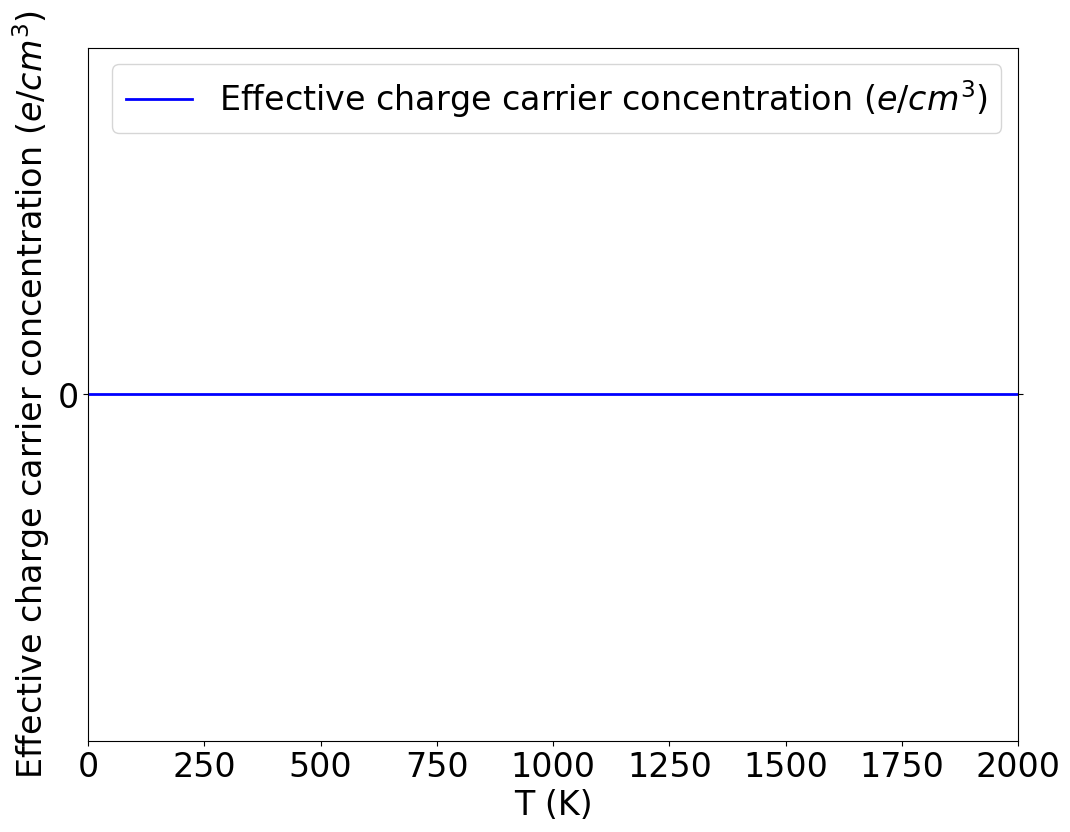 Effective charge carrier concentration (e/cm³)
Effective charge carrier concentration (e/cm³)
0
0 250 500 750 1000 1250 1500 1750 2000
T (K)